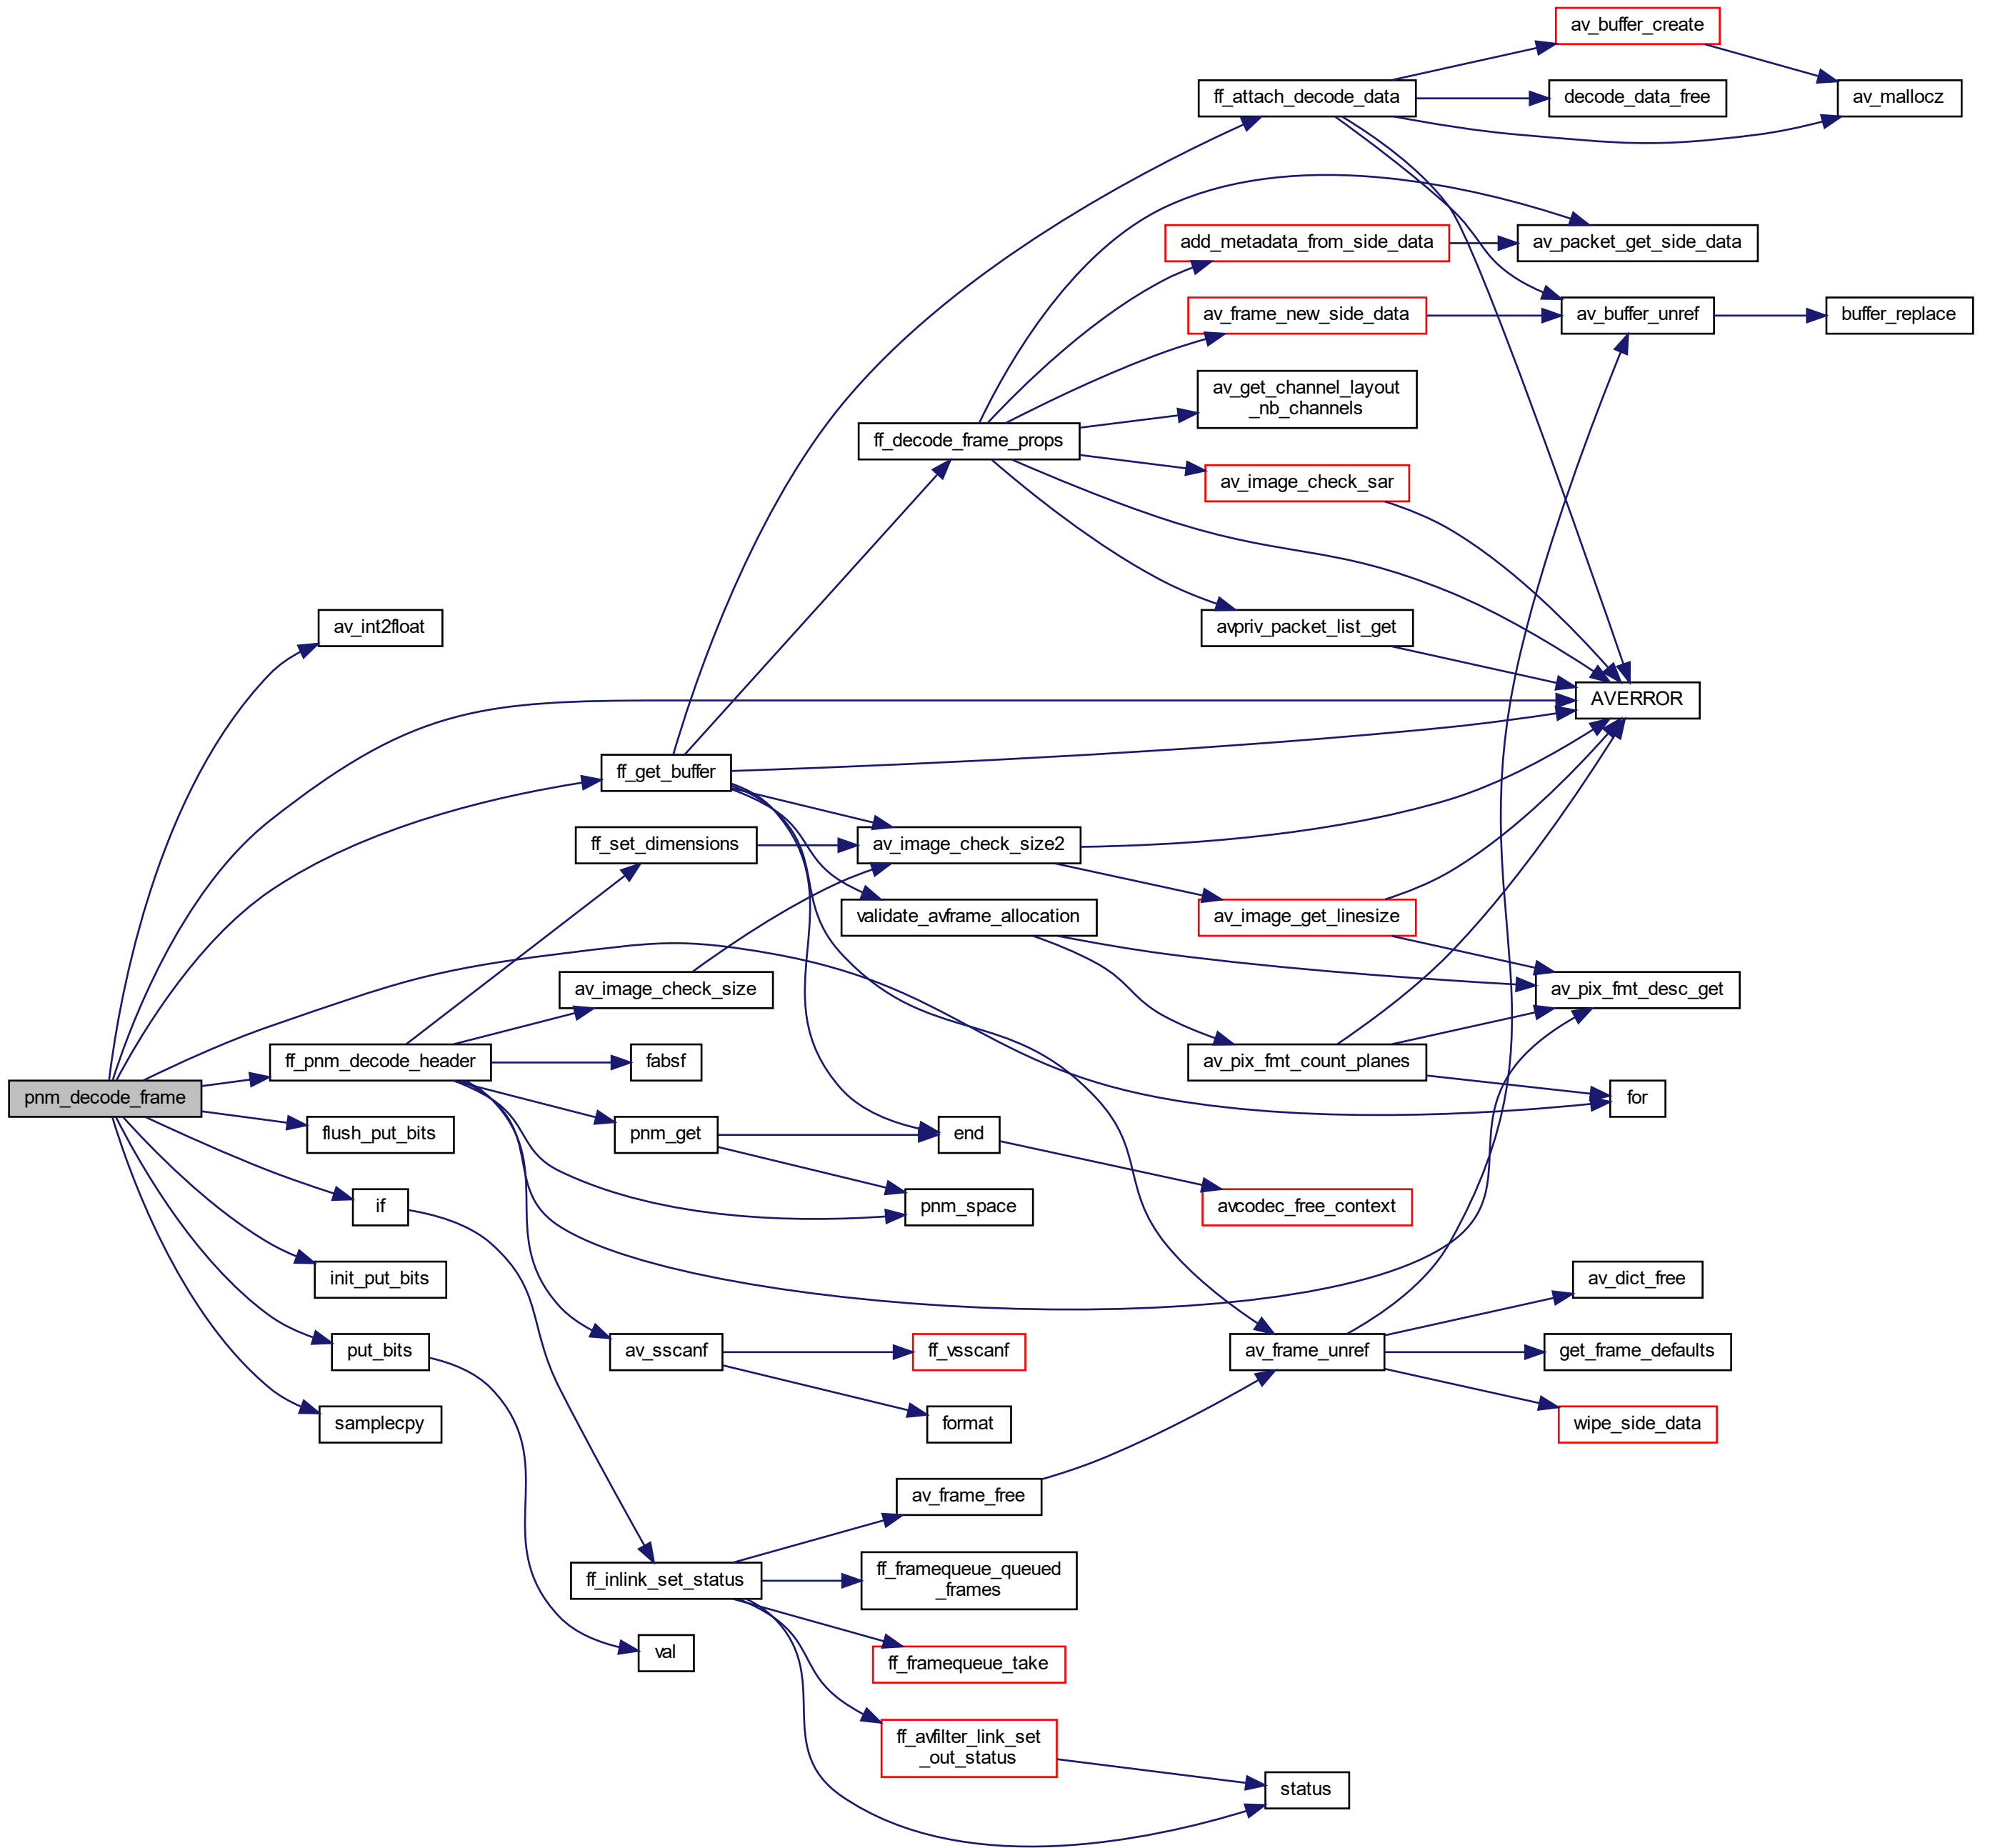 av_buffer_create
ff_attach_decode_data
decode_data_free
av_mallocz
add_metadata_from_side_data
av_packet_get_side_data
av_frame_new_side_data
av_buffer_unref
buffer_replace
av_get_channel_layout
_nb_channels
ff_decode_frame_props
av_image_check_sar
av_int2float
avpriv_packet_list_get
AVERROR
ff_get_buffer
ff_set_dimensions
av_image_check_size2
validate_avframe_allocation
av_image_get_linesize
av_image_check_size
av_pix_fmt_desc_get
ff_pnm_decode_header
fabsf
av_pix_fmt_count_planes
pnm_decode_frame
for
flush_put_bits
pnm_get
end
if
pnm_space
avcodec_free_context
init_put_bits
av_dict_free
put_bits
av_sscanf
ff_vsscanf
av_frame_unref
get_frame_defaults
samplecpy
format
wipe_side_data
av_frame_free
ff_inlink_set_status
ff_framequeue_queued
_frames
val
ff_framequeue_take
ff_avfilter_link_set
_out_status
status